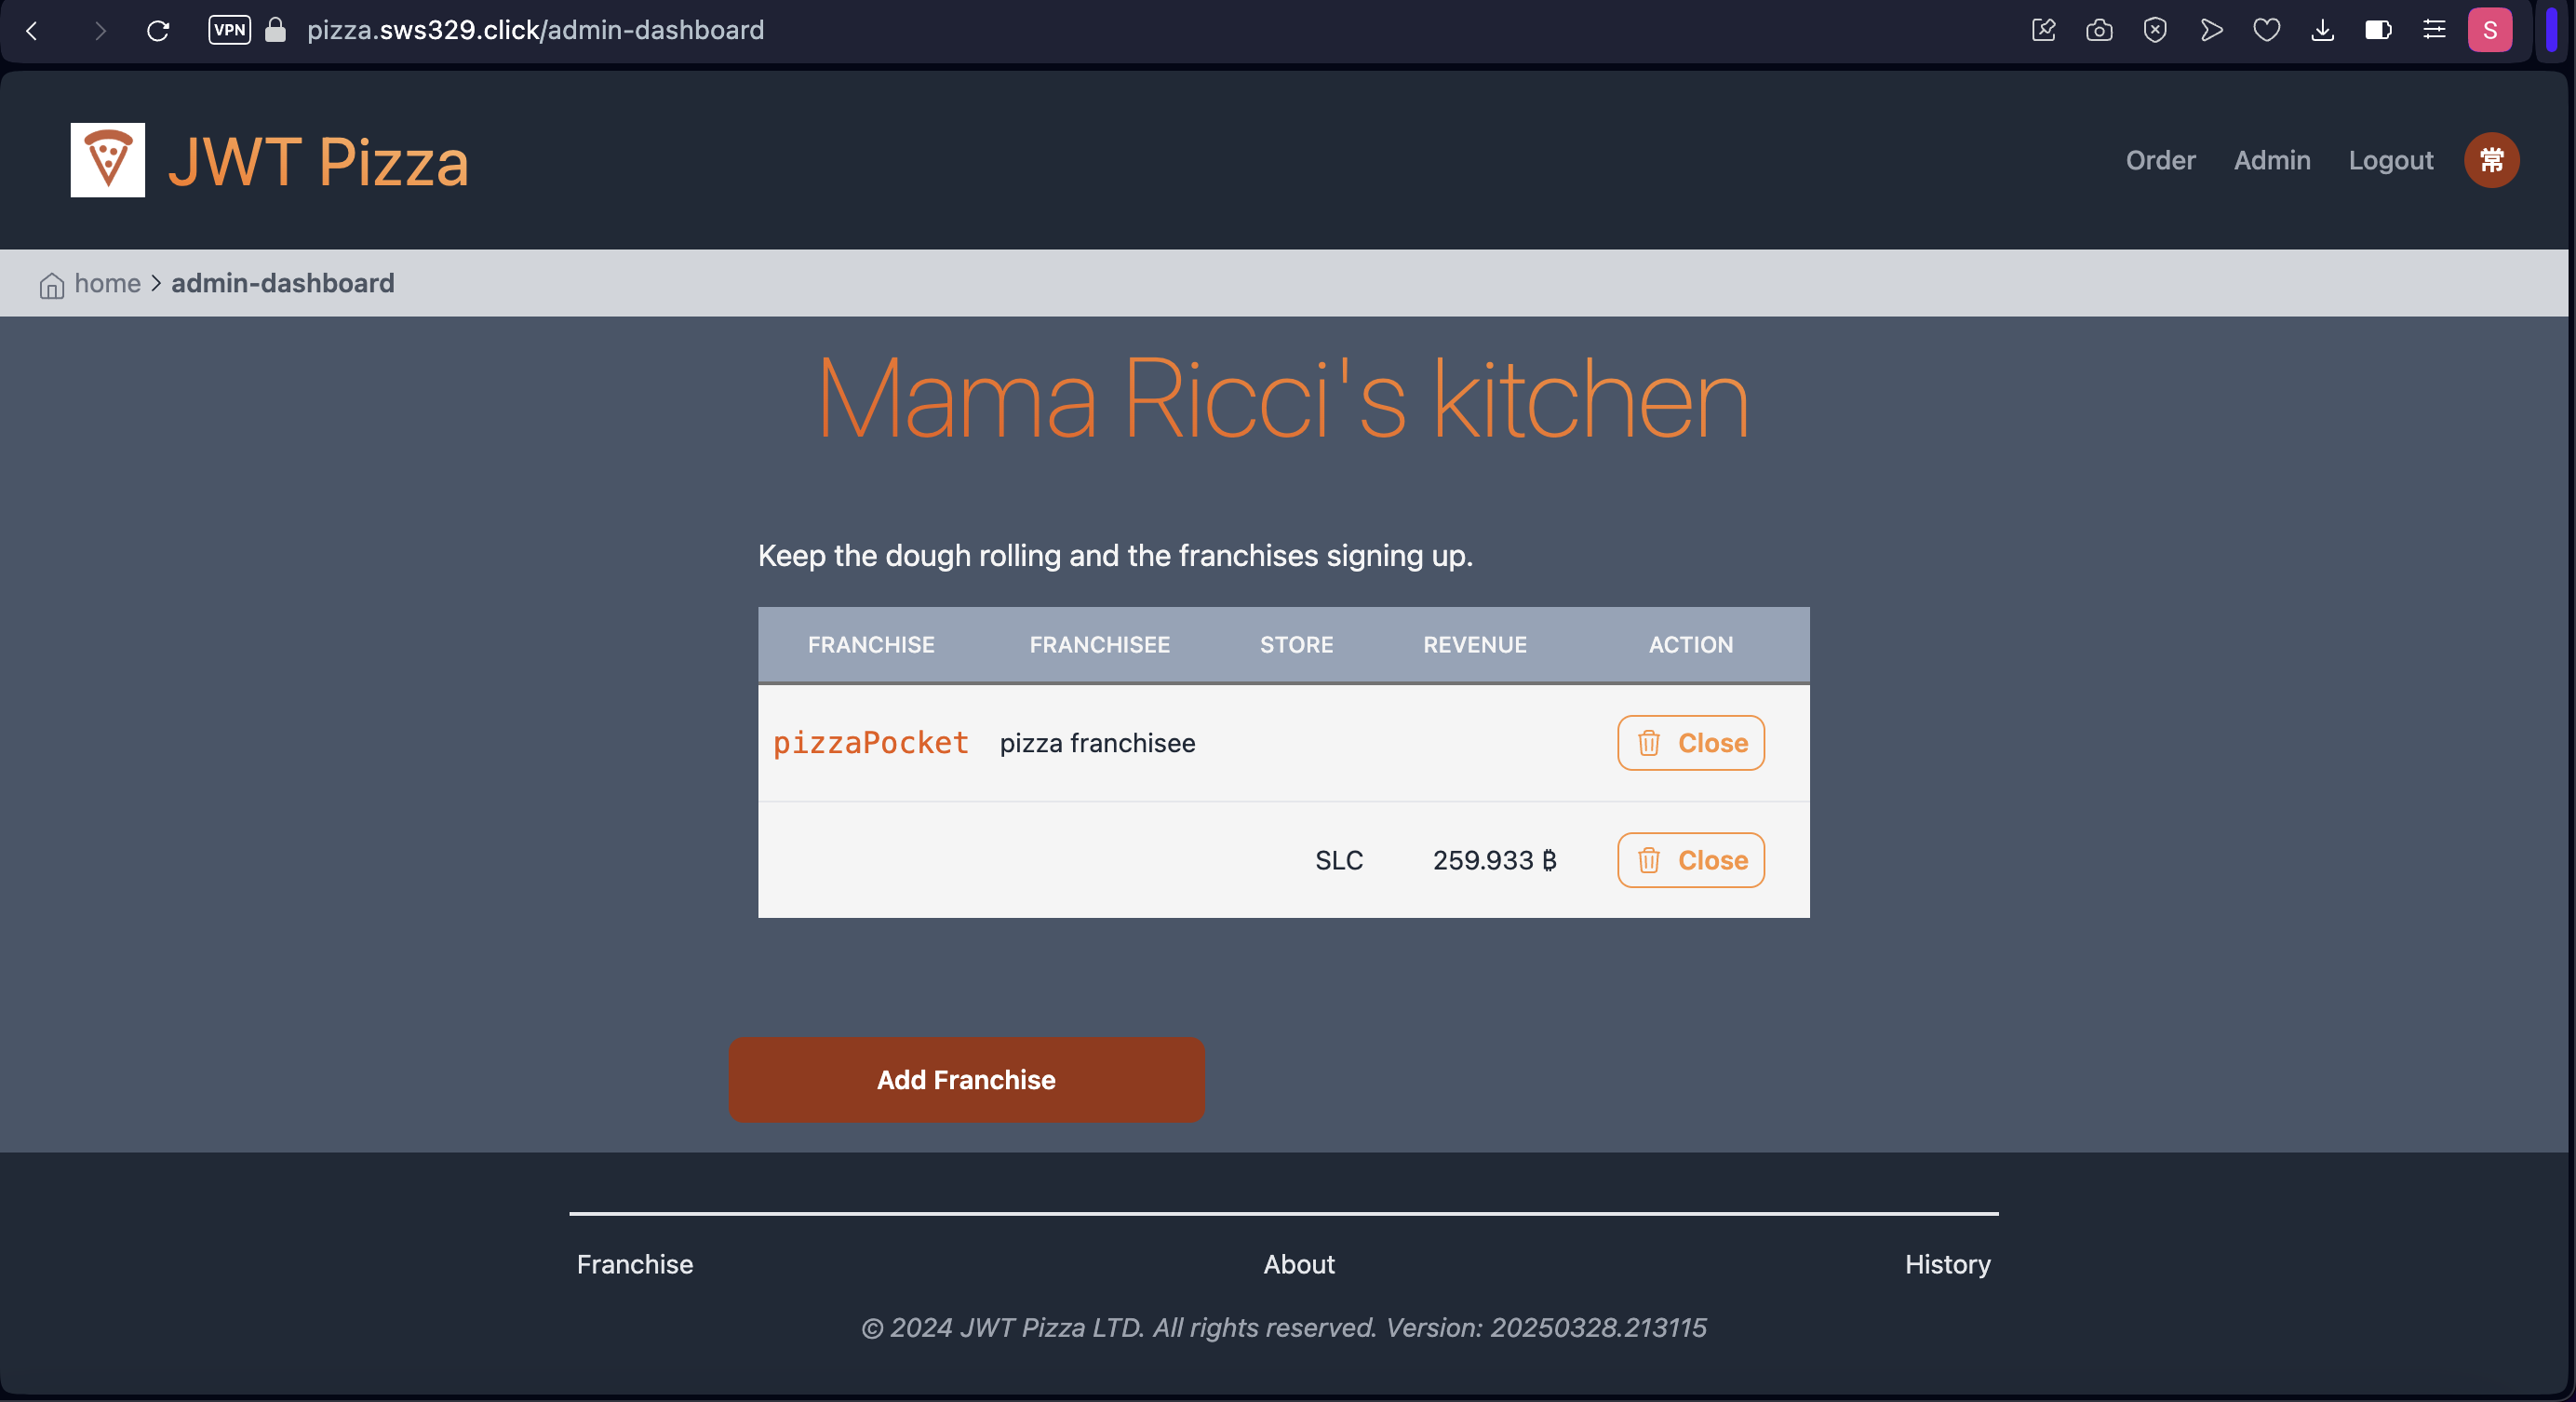 VPN pizza.sws329.click/admin-dashboard S
JWT Pizza Order Admin Logout 常
home > admin-dashboard
Mama Ricci's kitchen
Keep the dough rolling and the franchises signing up.
FRANCHISE FRANCHISEE STORE REVENUE ACTION
pizzaPocket pizza franchisee Close
SLC 259.933 ₿ Close
Add Franchise
Franchise About History
© 2024 JWT Pizza LTD. All rights reserved. Version: 20250328.213115